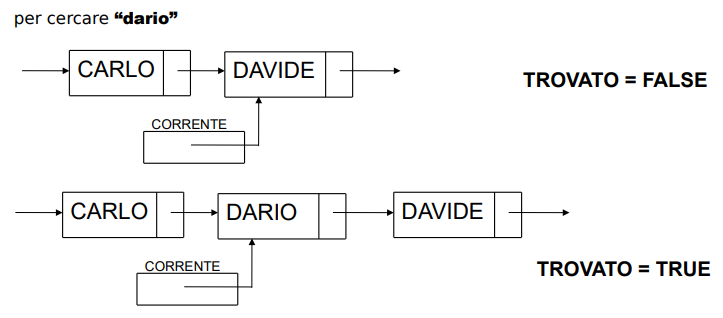 per cercare “dario”
CARLO
DAVIDE
TROVATO = FALSE
CORRENTE
CARLO
DARIO
DAVIDE
CORRENTE
TROVATO = TRUE